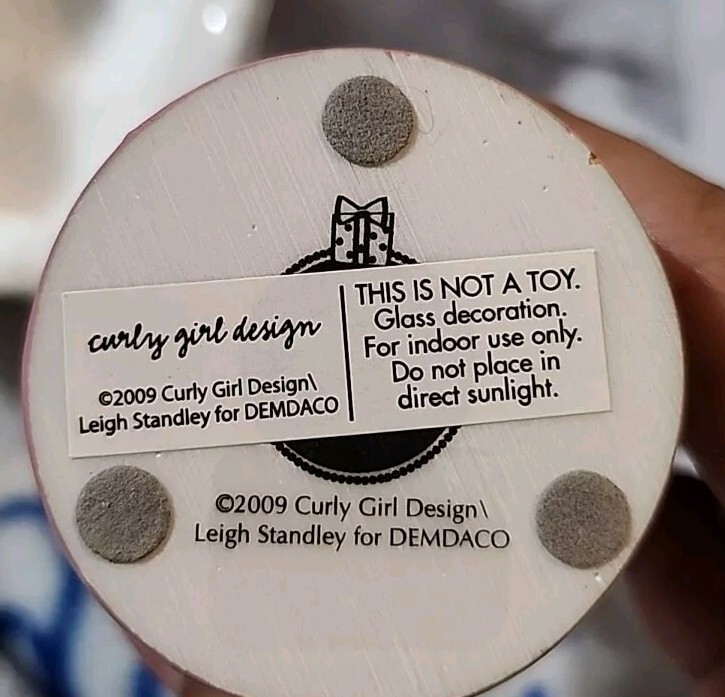 curly girl design
©2009 Curly Girl Design\
Leigh Standley for DEMDACO
THIS IS NOT A TOY.
Glass decoration.
For indoor use only.
Do not place in
direct sunlight.
©2009 Curly Girl Design\
Leigh Standley for DEMDACO